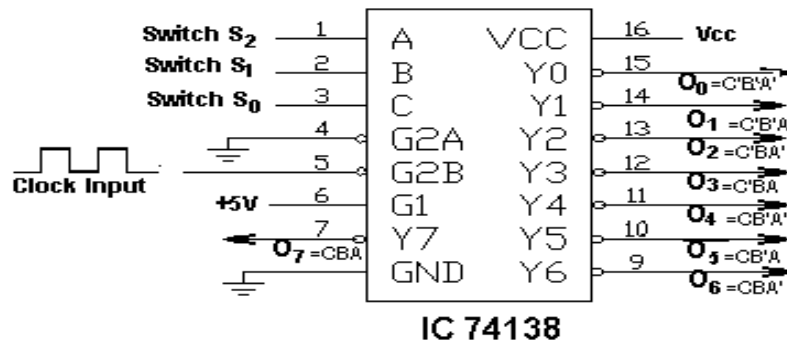 Switch S2 1 A VCC 16 Vcc
Switch S1 2 B Y0 15 O0 =C'B'A'
Switch S0 3 C Y1 14 O1 =C'B'A
4 G2A Y2 13 O2 =C'BA'
Clock Input 5 G2B Y3 12 O3 =C'BA
+5V 6 G1 Y4 11 O4 =CB'A'
O7 =CBA 7 Y7 Y5 10 O5 =CB'A
GND Y6 9 O6 =CBA'
IC 74138